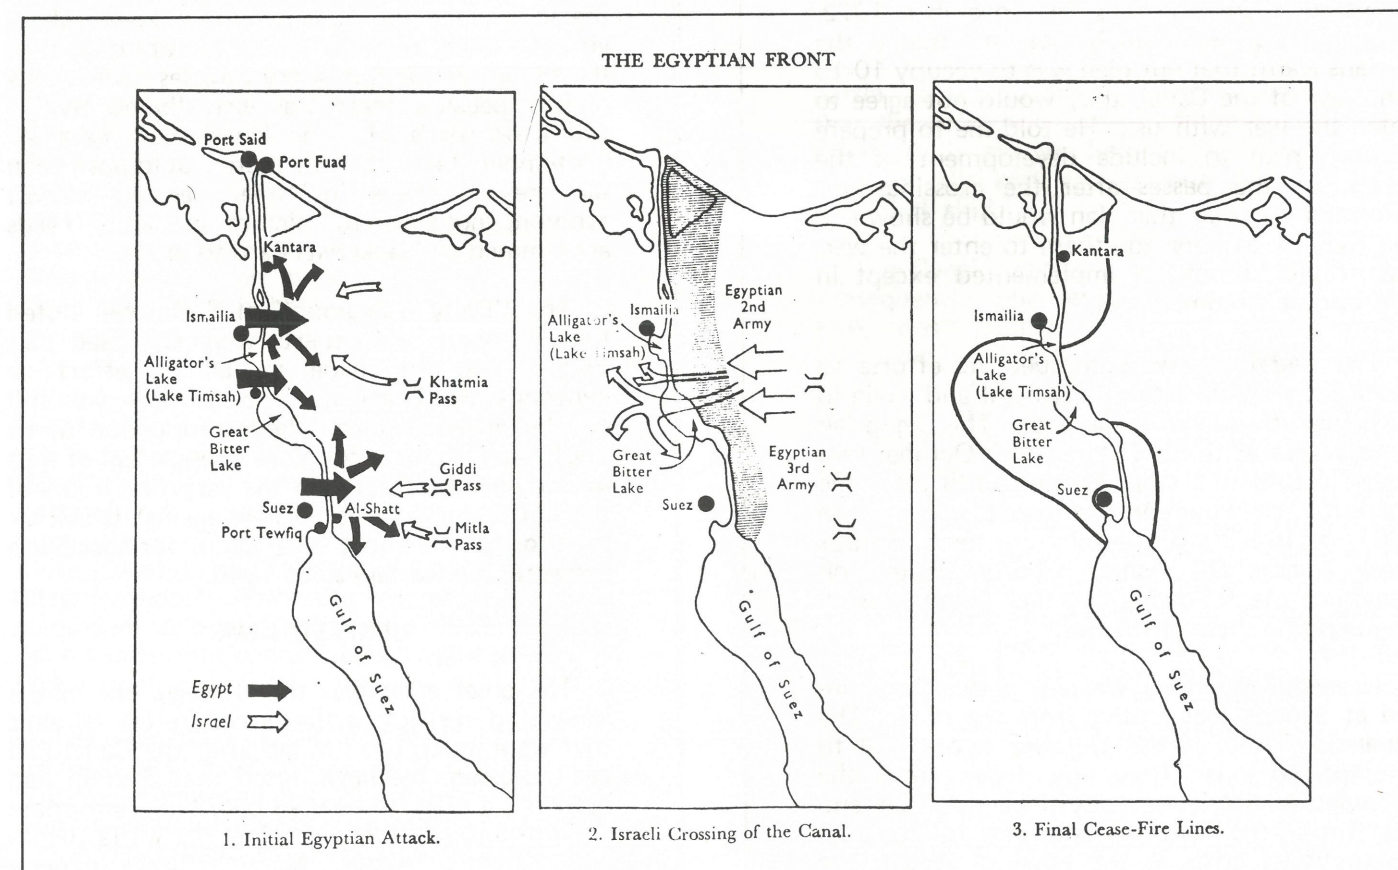 THE EGYPTIAN FRONT
Port Said
Port Fuad
Kantara
Ismailia
Alligator's
Lake
(Lake Timsah)
Khatmia
Pass
Great
Bitter
Lake
Giddi
Pass
Suez
Al-Shatt
Port Tewfiq
Mitla
Pass
Gulf of Suez
Egypt
Israel
1. Initial Egyptian Attack.
Egyptian
2nd
Army
Ismailia
Alligator's
Lake
(Lake Timsah)
Great
Bitter
Lake
Egyptian
3rd
Army
Suez
Gulf of Suez
2. Israeli Crossing of the Canal.
Kantara
Ismailia
Alligator's
Lake
(Lake Timsah)
Great
Bitter
Lake
Suez
Gulf of Suez
3. Final Cease-Fire Lines.